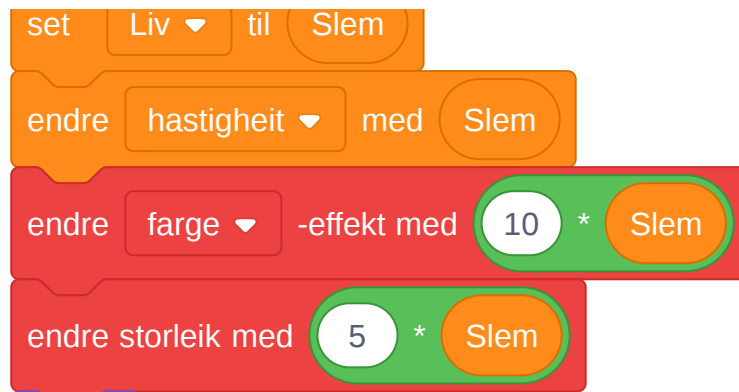 set Liv til Slem
endre hastigheit med Slem
endre farge -effekt med 10 * Slem
endre storleik med 5 * Slem